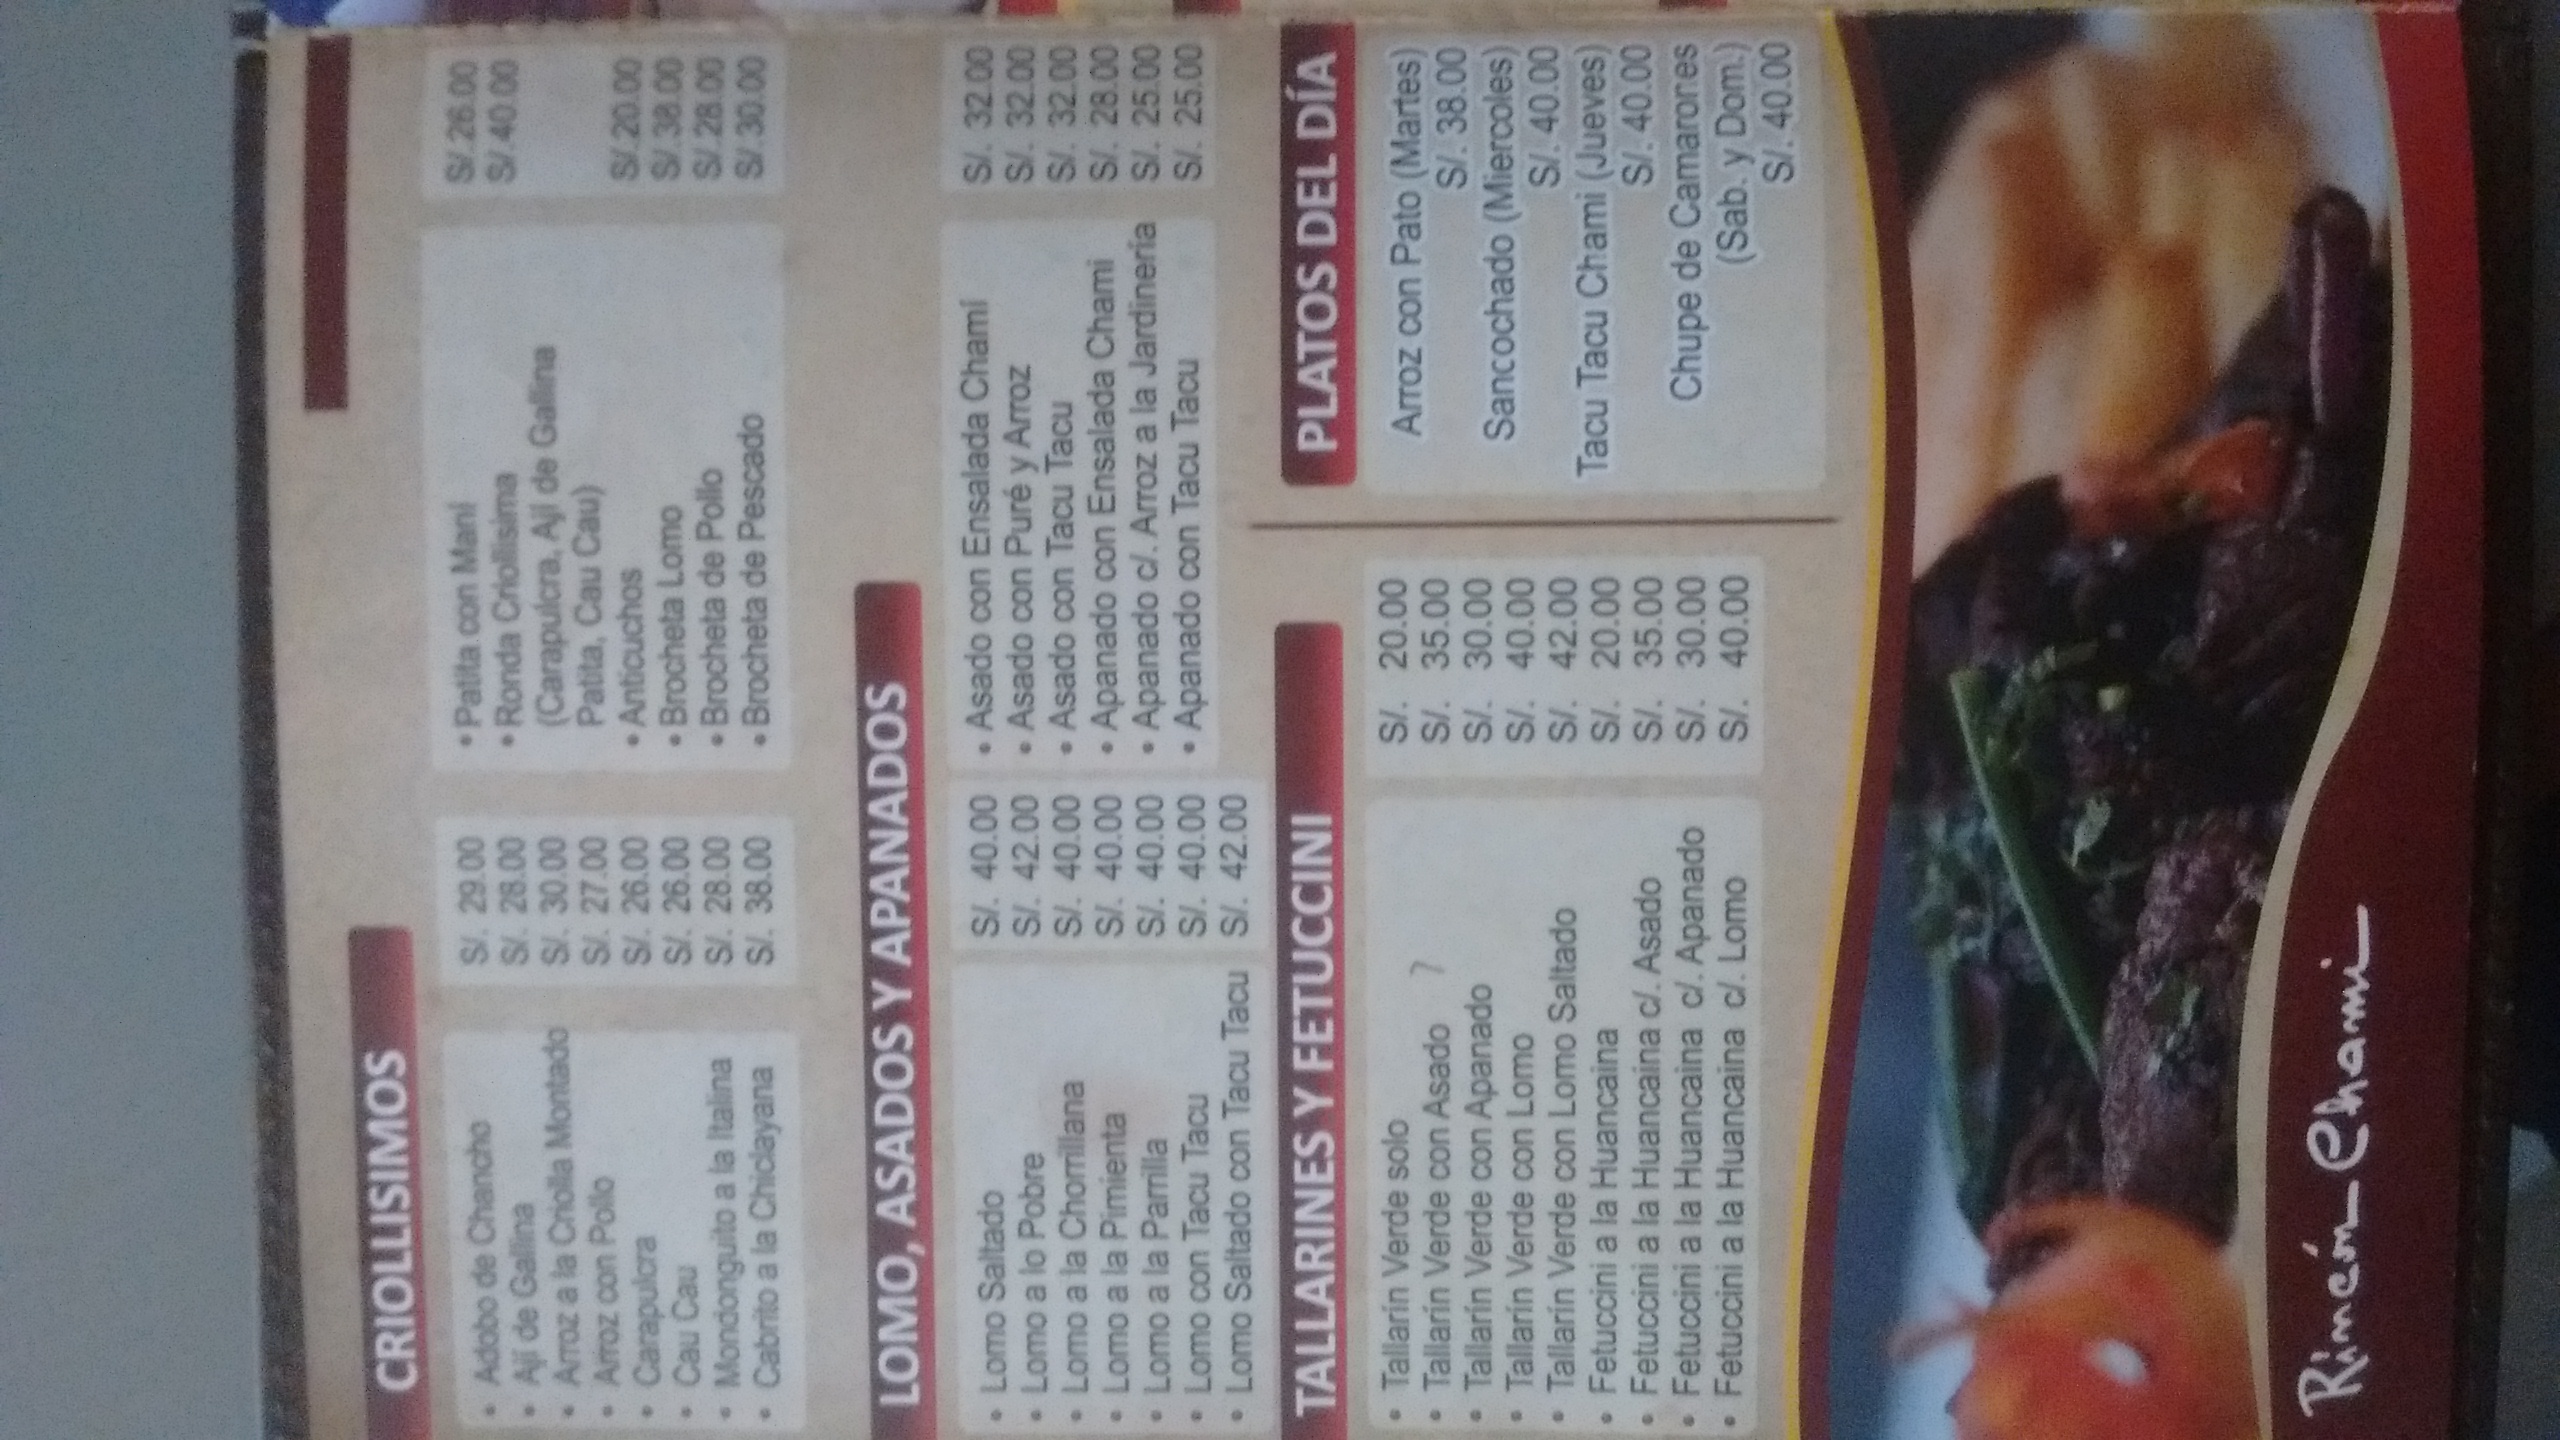 CRIOLLISIMOS
• Adobo de Chancho S/. 29.00
• Ají de Gallina S/. 28.00
• Arroz a la Criolla Montado S/. 30.00
• Arroz con Pollo S/. 27.00
• Carapulcra S/. 26.00
• Cau Cau S/. 26.00
• Mondonguito a la Italina S/. 28.00
• Cabrito a la Chiclayana S/. 38.00
• Patita con Maní S/.26.00
• Ronda Criollisima S/.40.00
(Carapulcra, Ají de Gallina
Patita, Cau Cau)
• Anticuchos S/.20.00
• Brocheta Lomo S/.38.00
• Brocheta de Pollo S/.28.00
• Brocheta de Pescado S/.30.00
LOMO, ASADOS Y APANADOS
• Lomo Saltado S/. 40.00
• Lomo a lo Pobre S/. 42.00
• Lomo a la Chorrillana S/. 40.00
• Lomo a la Pimienta S/. 40.00
• Lomo a la Parrilla S/. 40.00
• Lomo con Tacu Tacu S/. 40.00
• Lomo Saltado con Tacu Tacu S/. 42.00
• Asado con Ensalada Chamí S/. 32.00
• Asado con Puré y Arroz S/. 32.00
• Asado con Tacu Tacu S/. 32.00
• Apanado con Ensalada Chami S/. 28.00
• Apanado c/. Arroz a la Jardinería S/. 25.00
• Apanado con Tacu Tacu S/. 25.00
TALLARINES Y FETUCCINI
• Tallarín Verde solo S/. 20.00
• Tallarín Verde con Asado S/. 35.00
• Tallarín Verde con Apanado S/. 30.00
• Tallarín Verde con Lomo S/. 40.00
• Tallarín Verde con Lomo Saltado S/. 42.00
• Fetuccini a la Huancaina S/. 20.00
• Fetuccini a la Huancaina c/. Asado S/. 35.00
• Fetuccini a la Huancaina c/. Apanado S/. 30.00
• Fetuccini a la Huancaina c/. Lomo S/. 40.00
PLATOS DEL DÍA
Arroz con Pato (Martes)
S/. 38.00
Sancochado (Miercoles)
S/. 40.00
Tacu Tacu Chami (Jueves)
S/. 40.00
Chupe de Camarones
(Sab. y Dom.)
S/. 40.00
Rincón Chami